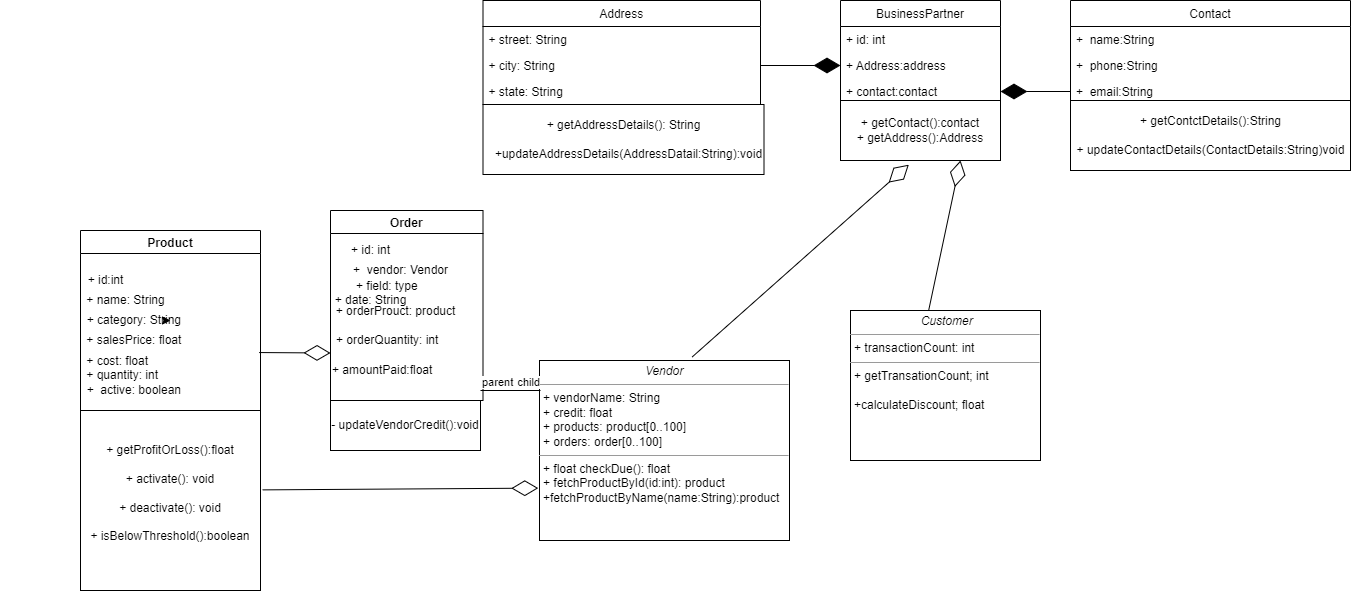 Address
+ street: String
+ city: String
+ state: String
+ getAddressDetails(): String
+updateAddressDetails(AddressDatail:String):void
BusinessPartner
+ id: int
+ Address:address
+ contact:contact
+ getContact():contact
+ getAddress():Address
Contact
+ name:String
+ phone:String
+ email:String
+ getContctDetails():String
+ updateContactDetails(ContactDetails:String)void
Product
+ id:int
+ name: String
+ category: String
+ salesPrice: float
+ cost: float
+ quantity: int
+ active: boolean
+ getProfitOrLoss():float
+ activate(): void
+ deactivate(): void
+ isBelowThreshold():boolean
Order
+ id: int
+ vendor: Vendor
+ field: type
+ date: String
+ orderProuct: product
+ orderQuantity: int
+ amountPaid:float
- updateVendorCredit():void
parent child
Vendor
+ vendorName: String
+ credit: float
+ products: product[0..100]
+ orders: order[0..100]
+ float checkDue(): float
+ fetchProductById(id:int): product
+fetchProductByName(name:String):product
Customer
+ transactionCount: int
+ getTransationCount; int
+calculateDiscount; float